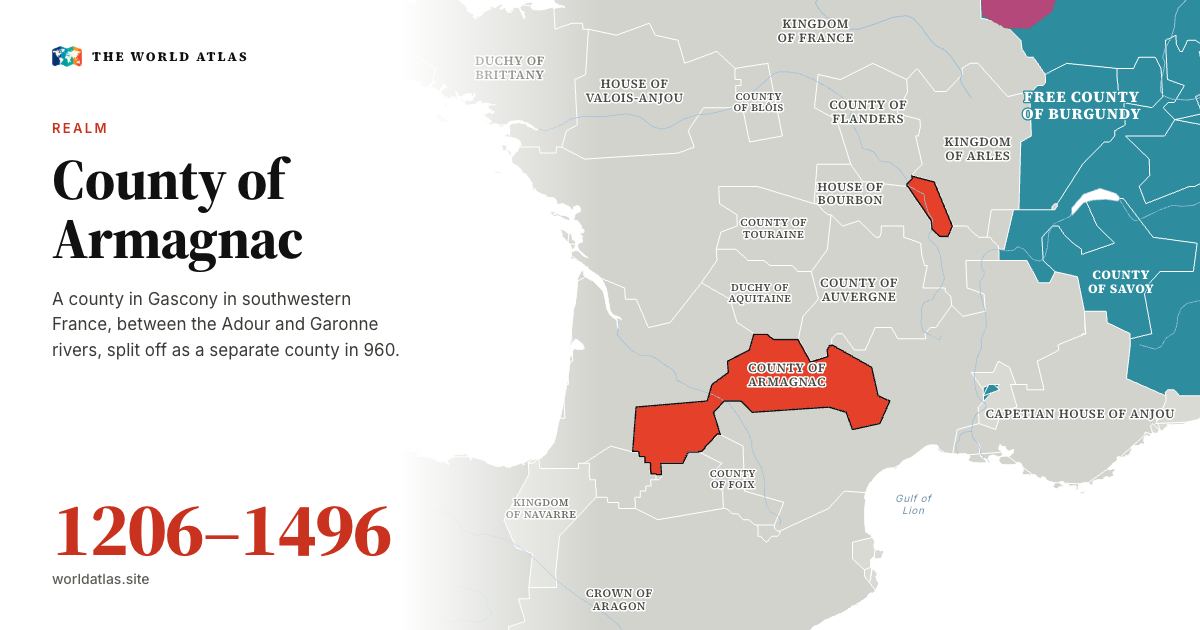 THE WORLD ATLAS
REALM
County of
Armagnac
A county in Gascony in southwestern
France, between the Adour and Garonne
rivers, split off as a separate county in 960.
1206–1496
worldatlas.site
KINGDOM
OF FRANCE
DUCHY OF
BRITTANY
HOUSE OF
VALOIS-ANJOU
COUNTY
OF BLÓIS
COUNTY OF
FLANDERS
FREE COUNTY
OF BURGUNDY
KINGDOM
OF ARLES
HOUSE OF
BOURBON
COUNTY OF
TOURAINE
DUCHY OF
AQUITAINE
COUNTY OF
AUVERGNE
COUNTY
OF SAVOY
COUNTY OF
ARMAGNAC
CAPETIAN HOUSE OF ANJOU
COUNTY
OF FOIX
KINGDOM
OF NAVARRE
Gulf of
Lion
CROWN OF
ARAGON